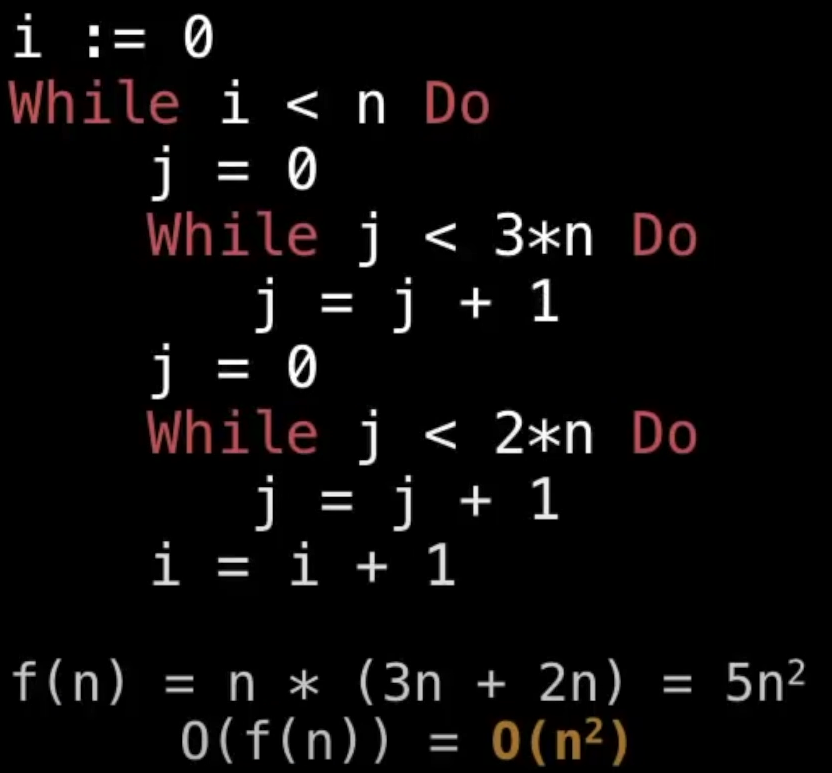 i := 0
While i < n Do
    j = 0
    While j < 3*n Do
        j = j + 1
    j = 0
    While j < 2*n Do
        j = j + 1
    i = i + 1
f(n) = n * (3n + 2n) = 5n²
O(f(n)) = O(n²)